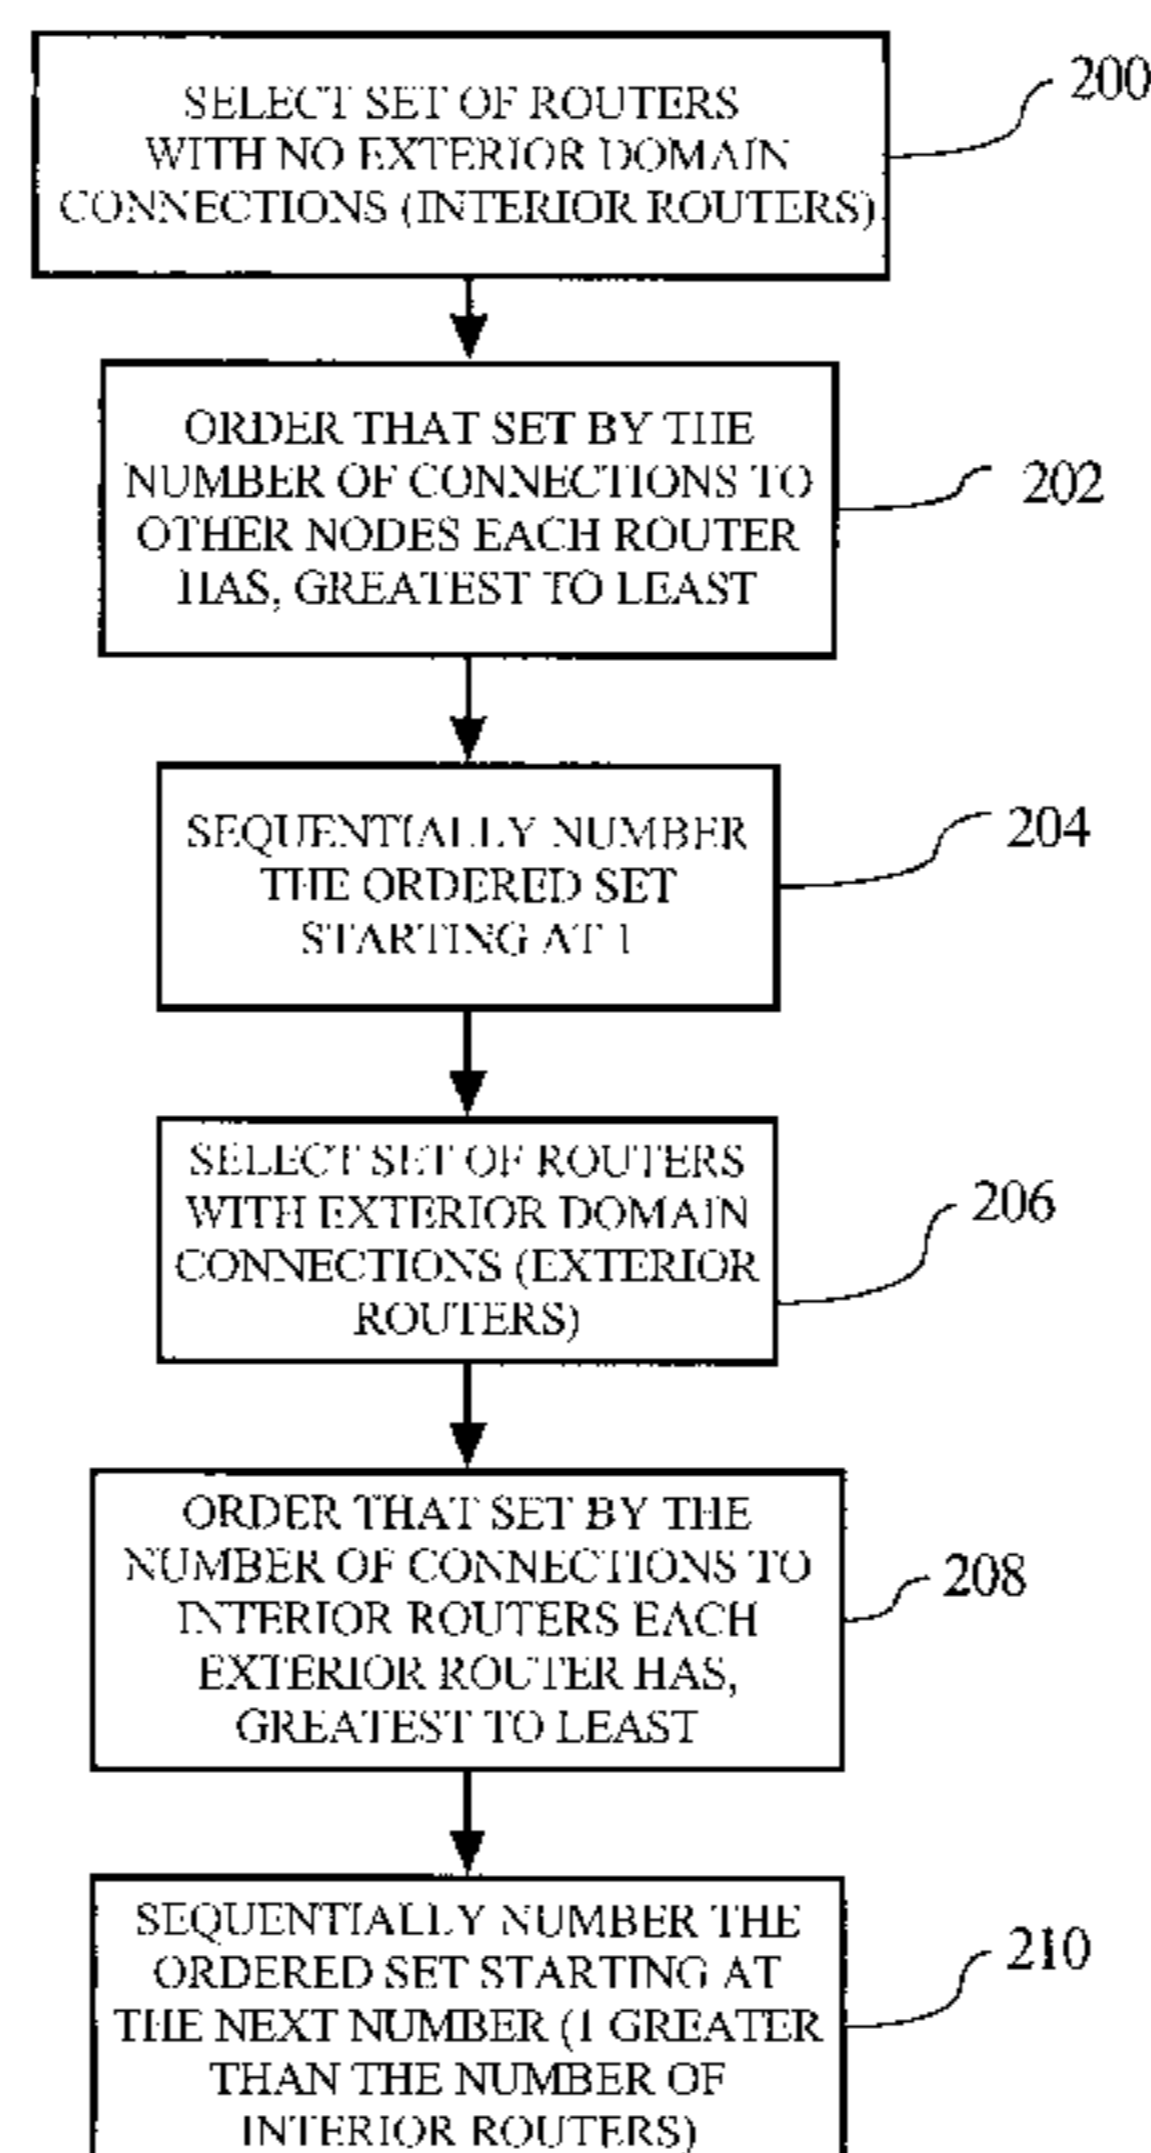 SELECT SET OF ROUTERS
WITH NO EXTERIOR DOMAIN
CONNECTIONS (INTERIOR ROUTERS)
200
ORDER THAT SET BY THE
NUMBER OF CONNECTIONS TO
OTHER NODES EACH ROUTER
HAS, GREATEST TO LEAST
202
SEQUENTIALLY NUMBER
THE ORDERED SET
STARTING AT 1
204
SELECT SET OF ROUTERS
WITH EXTERIOR DOMAIN
CONNECTIONS (EXTERIOR
ROUTERS)
206
ORDER THAT SET BY THE
NUMBER OF CONNECTIONS TO
INTERIOR ROUTERS EACH
EXTERIOR ROUTER HAS,
GREATEST TO LEAST
208
SEQUENTIALLY NUMBER THE
ORDERED SET STARTING AT
THE NEXT NUMBER (1 GREATER
THAN THE NUMBER OF
INTERIOR ROUTERS)
210